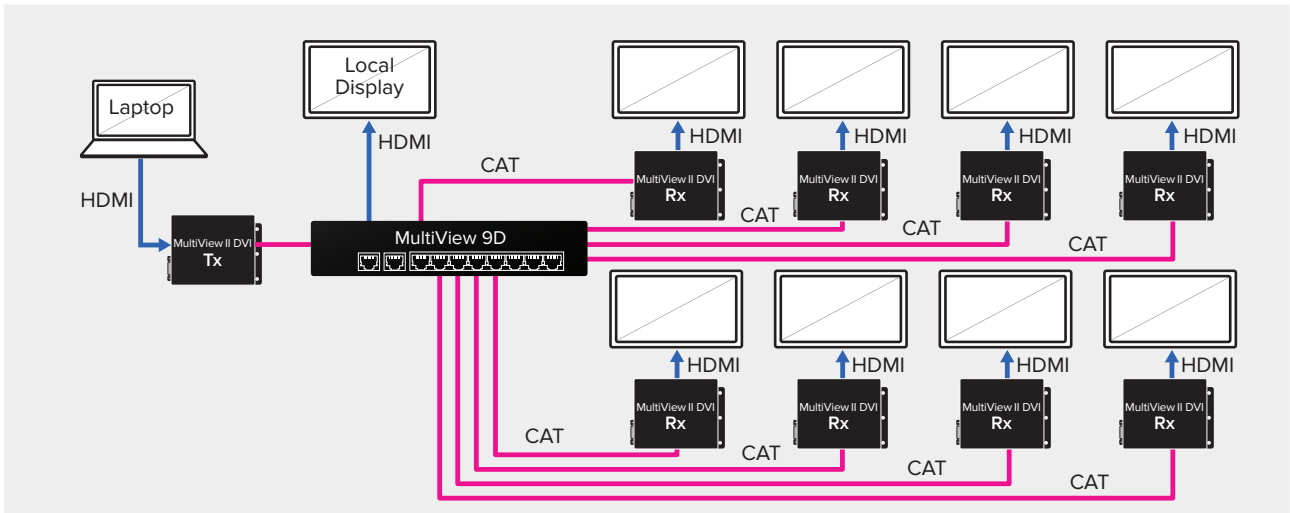 Local
Display
Laptop
HDMI
HDMI
HDMI
HDMI
HDMI
HDMI
CAT
MultiView II DVI
Rx
MultiView II DVI
Rx
MultiView II DVI
Rx
MultiView II DVI
Rx
CAT
CAT
CAT
MultiView II DVI
Tx
MultiView 9D
HDMI
HDMI
HDMI
HDMI
MultiView II DVI
Rx
MultiView II DVI
Rx
MultiView II DVI
Rx
MultiView II DVI
Rx
CAT
CAT
CAT
CAT